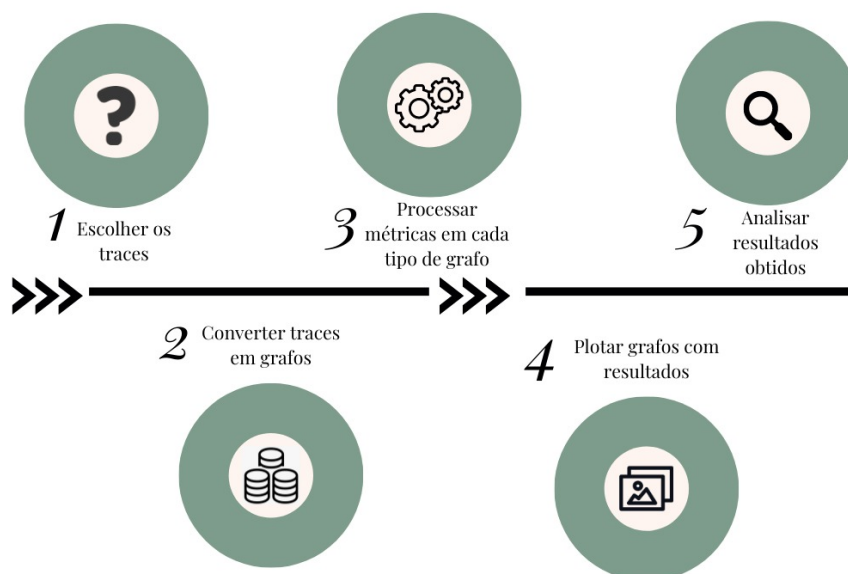 1 Escolher os
traces
2 Converter traces
em grafos
3 Processar
métricas em cada
tipo de grafo
4 Plotar grafos com
resultados
5 Analisar
resultados
obtidos